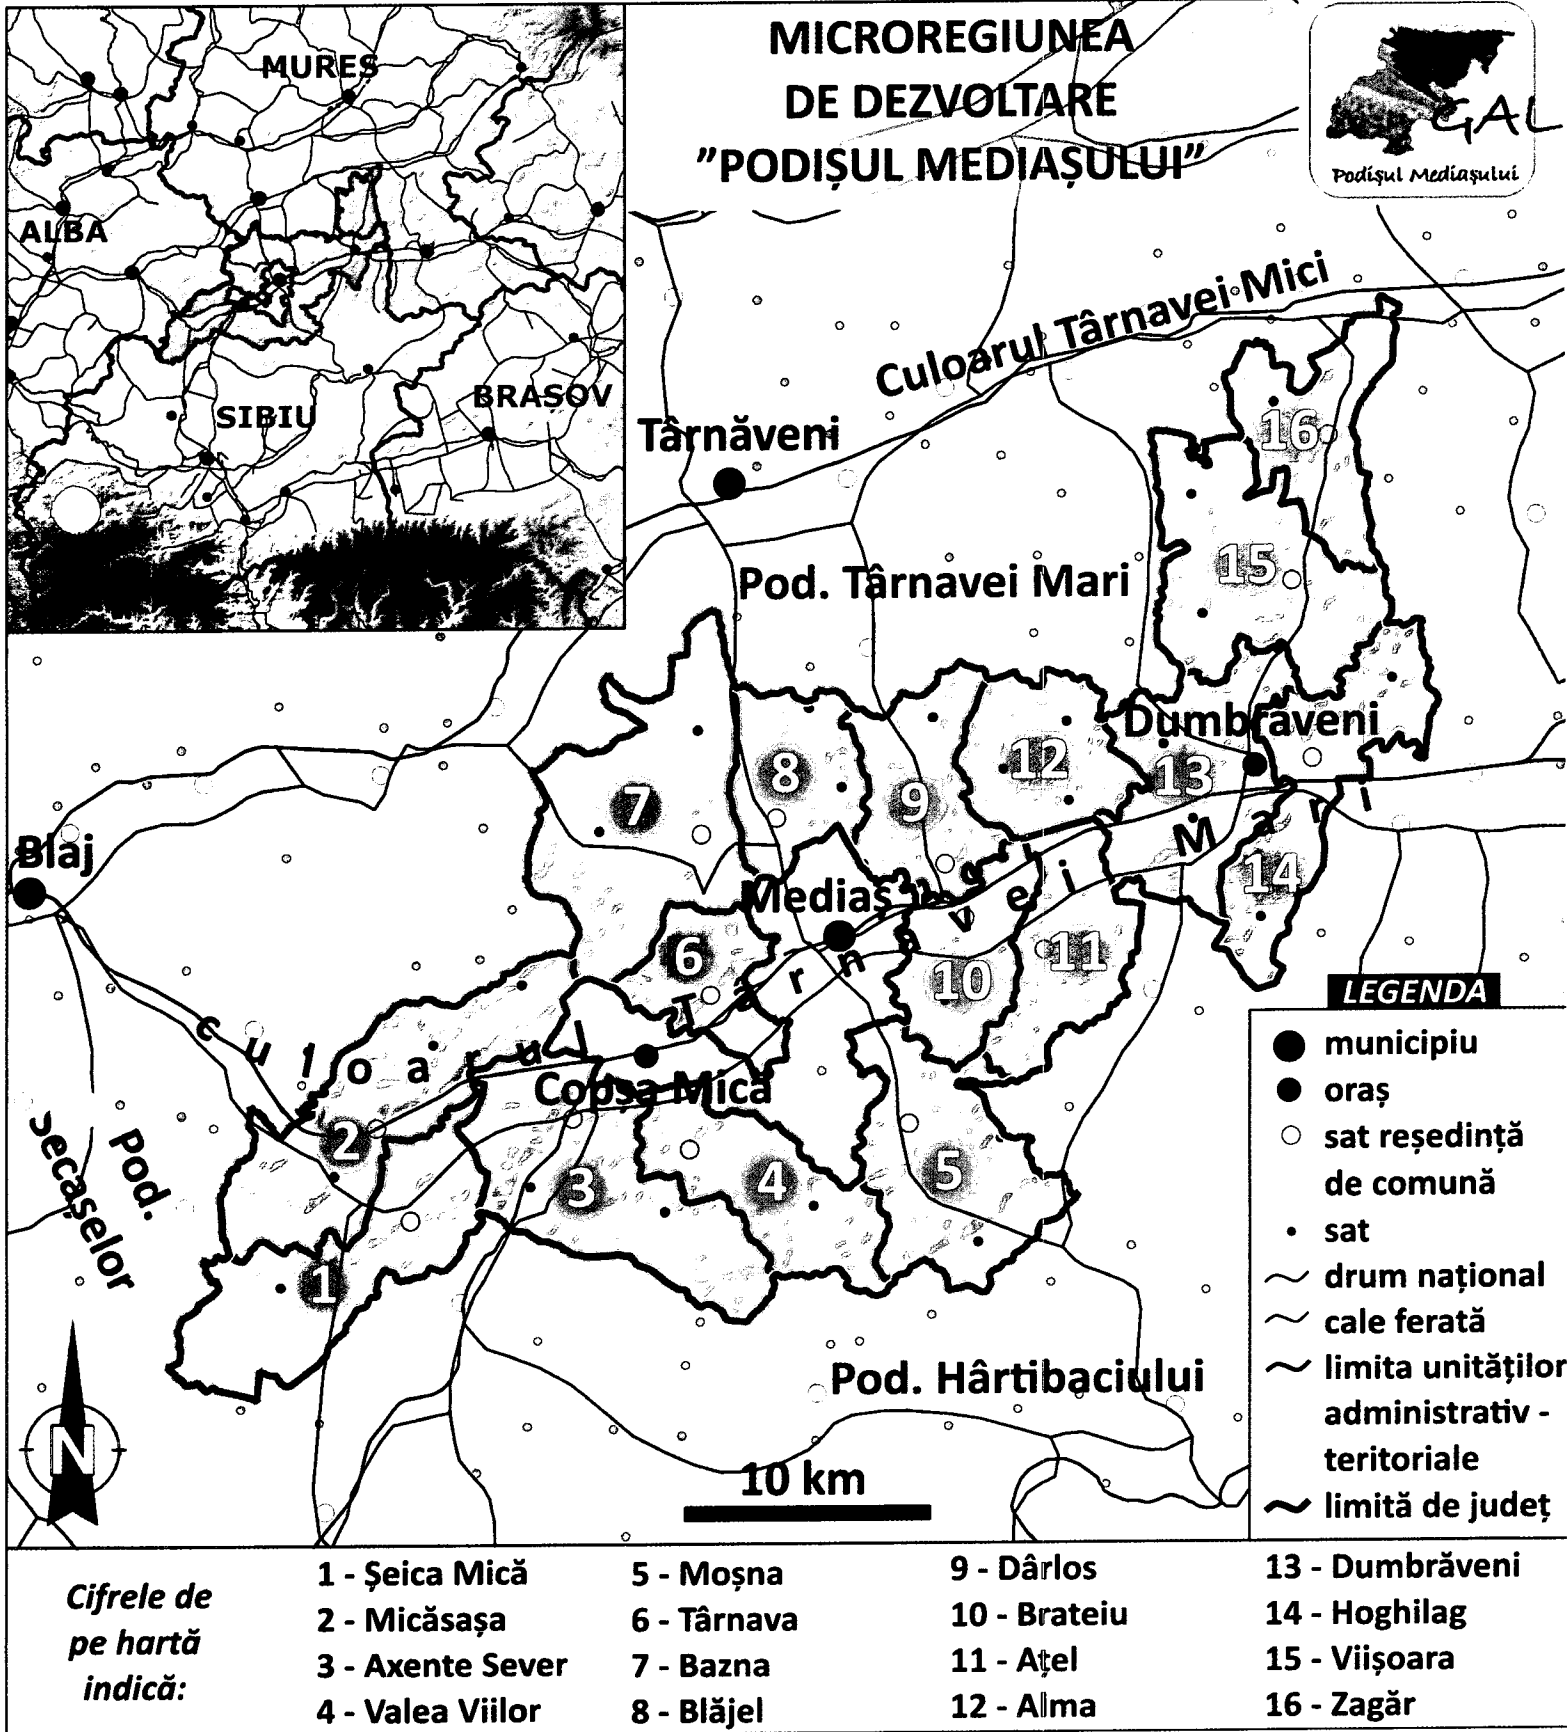 MICROREGIUNEA
DE DEZVOLTARE
”PODIȘUL MEDIAȘULUI”
GAL
Podișul Mediașului
MUREȘ
ALBA
SIBIU
BRAȘOV
Culoarul Târnavei Mici
Târnăveni
16
15
Pod. Târnavei Mari
Dumbrăveni
7
8
9
12
13
14
Blaj
Mediaș
6
10
11
Culoarul Târnavei Mari
Copșa Mică
2
3
4
5
1
Pod.
Secașelor
Pod. Hârtibaciului
N
10 km
LEGENDA
municipiu
oraș
sat reședință
de comună
sat
drum național
cale ferată
limita unităților
administrativ -
teritoriale
limită de județ
Cifrele de
pe hartă
indică:
1 - Șeica Mică
2 - Micăsașa
3 - Axente Sever
4 - Valea Viilor
5 - Moșna
6 - Târnava
7 - Bazna
8 - Blăjel
9 - Dârlos
10 - Brateiu
11 - Ațel
12 - Alma
13 - Dumbrăveni
14 - Hoghilag
15 - Viișoara
16 - Zagăr